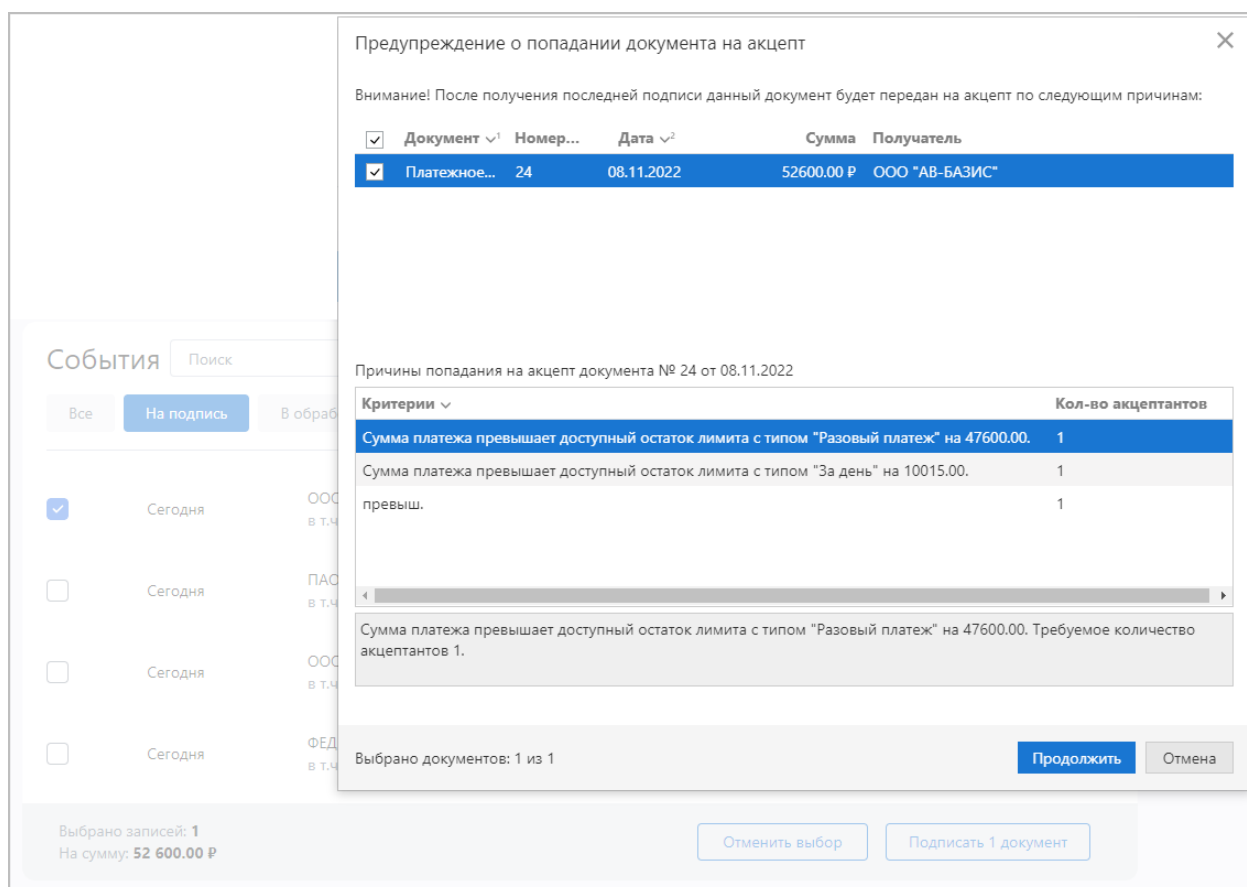 Предупреждение о попадании документа на акцепт
Внимание! После получения последней подписи данный документ будет передан на акцепт по следующим причинам:
Документ 1 Номер... Дата 2 Сумма Получатель
Платежное... 24 08.11.2022 52600.00 ₽ ООО "АВ-БАЗИС"
Причины попадания на акцепт документа № 24 от 08.11.2022
Критерии Кол-во акцептантов
Сумма платежа превышает доступный остаток лимита с типом "Разовый платеж" на 47600.00. 1
Сумма платежа превышает доступный остаток лимита с типом "За день" на 10015.00. 1
превыш. 1
Сумма платежа превышает доступный остаток лимита с типом "Разовый платеж" на 47600.00. Требуемое количество
акцептантов 1.
Выбрано документов: 1 из 1 Продолжить Отмена
События Поиск
Все На подпись В обраб
Сегодня ООО
в т.ч
Сегодня ПАО
в т.ч
Сегодня ООО
в т.ч
Сегодня ФЕД
в т.ч
Выбрано записей: 1
На сумму: 52 600.00 ₽
Отменить выбор Подписать 1 документ